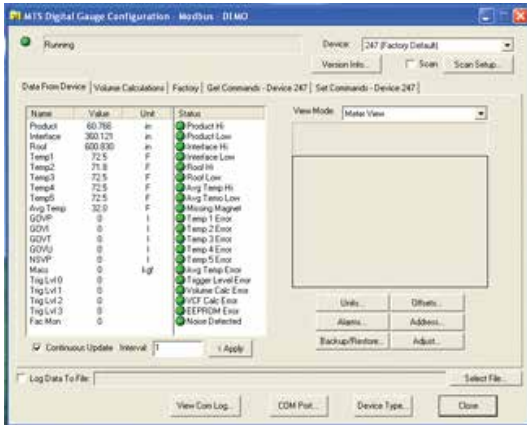 MTS Digital Gauge Configuration - Modbus - DEMO
Running
Device: 247 (Factory Default)
Version Info...
Scan
Scan Setup...
Data From Device
Volume Calculations
Factory
Get Commands - Device 247
Set Commands - Device 247
Name Value Unit
Product 60.766 in
Interface 360.121 in
Roof 600.830 in
Temp1 72.5 F
Temp2 71.8 F
Temp3 72.5 F
Temp4 72.5 F
Temp5 72.5 F
Avg Temp 32.0 F
GOVP 0 l
GOVI 0 l
GOVT 0 l
GOVU 0 l
NSVP 0 l
Mass 0 kgf
Trig Lvl 0 0
Trig Lvl 1 0
Trig Lvl 2 0
Trig Lvl 3 0
Fac Mon 0
Status
Product Hi
Product Low
Interface Hi
Interface Low
Roof Hi
Roof Low
Avg Temp Hi
Avg Temp Low
Missing Magnet
Temp 1 Error
Temp 2 Error
Temp 3 Error
Temp 4 Error
Temp 5 Error
Avg Temp Error
Trigger Level Error
Volume Calc Error
VCF Calc Error
EEPROM Error
Noise Detected
View Mode: Meter View
Units...
Offsets...
Alarms...
Address...
Backup/Restore...
Adjust...
Continuous Update Interval: 1
< Apply
Log Data To File:
Select File...
View Com Log...
COM Port...
Device Type...
Close